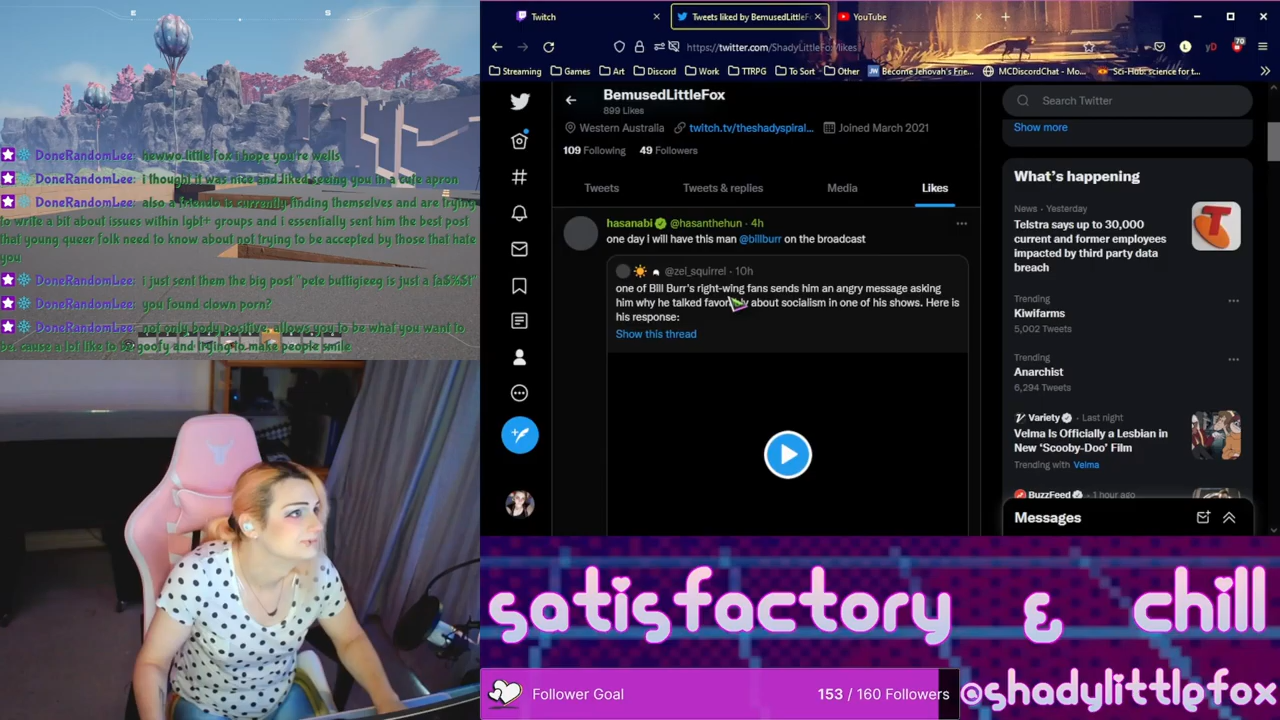 E
S
DoneRandomLee: hewwo little fox i hope you're wells
DoneRandomLee: i thought it was nice and liked seeing you in a cute apron
DoneRandomLee: also a friends is currently finding themselves and are trying
to write a bit about issues within lgbt+ groups and i essentially sent him the best post
that young queer folk need to know about not trying to be accepted by those that hate
you
DoneRandomLee: i just sent them the big post "pete buttigieeg is just a fa$%$t"
DoneRandomLee: you found clown porn?
DoneRandomLee: not only body postive, allows you to be what you want to
be, cause a lot like to be goofy and trying to make people smile
Twitch
Tweets liked by BemusedLittleF
YouTube
https://twitter.com/ShadyLittleFox/likes
70
Streaming
Games
Art
Discord
Work
TTRPG
To Sort
Other
Become Jehovah's Frie...
MCDiscordChat - Mo...
Sci-Hub: science for t...
BemusedLittleFox
899 Likes
Western Australia
twitch.tv/theshadyspiral...
Joined March 2021
109 Following
49 Followers
Tweets
Tweets & replies
Media
Likes
hasanabi @hasanthehun · 4h
one day i will have this man @billburr on the broadcast
@zel_squirrel · 10h
one of Bill Burr's right-wing fans sends him an angry message asking
him why he talked favorably about socialism in one of his shows. Here is
his response:
Show this thread
Search Twitter
Show more
What's happening
News · Yesterday
Telstra says up to 30,000
current and former employees
impacted by third party data
breach
Trending
Kiwifarms
5,002 Tweets
Trending
Anarchist
6,294 Tweets
Variety · Last night
Velma Is Officially a Lesbian in
New 'Scooby-Doo' Film
Trending with Velma
BuzzFeed · 1 hour ago
Messages
satisfactory & chill
Follower Goal
153 / 160 Followers
@shadylittlefox